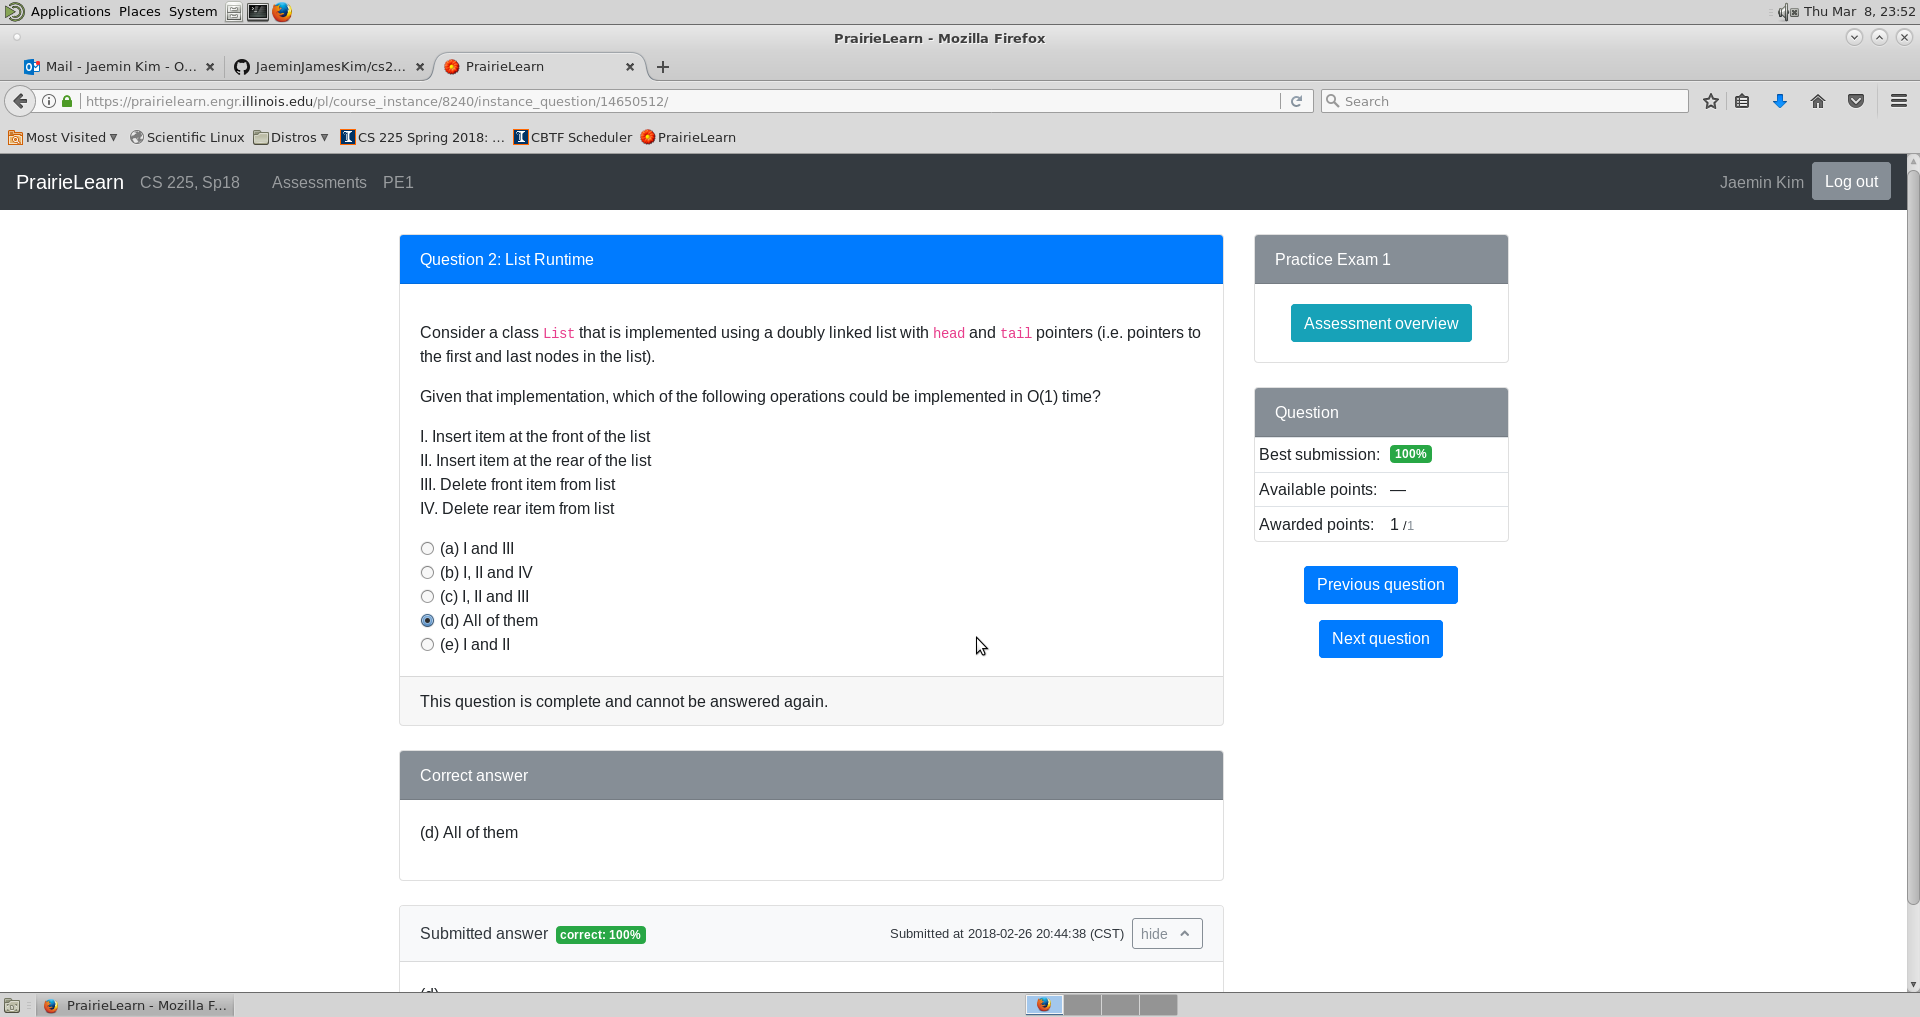 Applications Places System
Thu Mar 8, 23:52
PrairieLearn - Mozilla Firefox
Mail - Jaemin Kim - O...
JaeminJamesKim/cs2...
PrairieLearn
https://prairielearn.engr.illinois.edu/pl/course_instance/8240/instance_question/14650512/
Search
Most Visited
Scientific Linux
Distros
CS 225 Spring 2018: ...
CBTF Scheduler
PrairieLearn
PrairieLearn CS 225, Sp18 Assessments PE1
Jaemin Kim Log out
Question 2: List Runtime
Consider a class List that is implemented using a doubly linked list with head and tail pointers (i.e. pointers to
the first and last nodes in the list).
Given that implementation, which of the following operations could be implemented in O(1) time?
I. Insert item at the front of the list
II. Insert item at the rear of the list
III. Delete front item from list
IV. Delete rear item from list
(a) I and III
(b) I, II and IV
(c) I, II and III
(d) All of them
(e) I and II
This question is complete and cannot be answered again.
Correct answer
(d) All of them
Submitted answer correct: 100%
Submitted at 2018-02-26 20:44:38 (CST) hide
Practice Exam 1
Assessment overview
Question
Best submission: 100%
Available points: —
Awarded points: 1 /1
Previous question
Next question
PrairieLearn - Mozilla F...